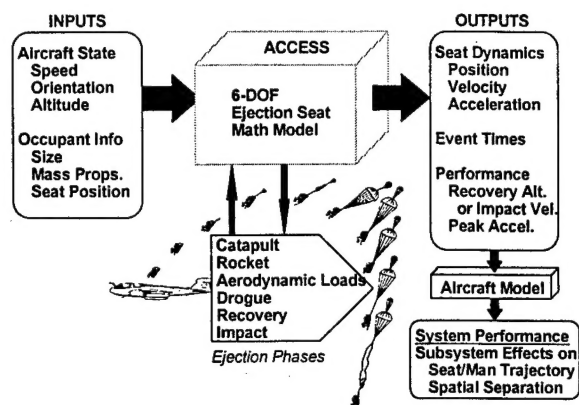 INPUTS
Aircraft State
Speed
Orientation
Altitude
Occupant Info
Size
Mass Props.
Seat Position
ACCESS
6-DOF
Ejection Seat
Math Model
Catapult
Rocket
Aerodynamic Loads
Drogue
Recovery
Impact
Ejection Phases
OUTPUTS
Seat Dynamics
Position
Velocity
Acceleration
Event Times
Performance
Recovery Alt.
or Impact Vel.
Peak Accel.
Aircraft Model
System Performance
Subsystem Effects on
Seat/Man Trajectory
Spatial Separation